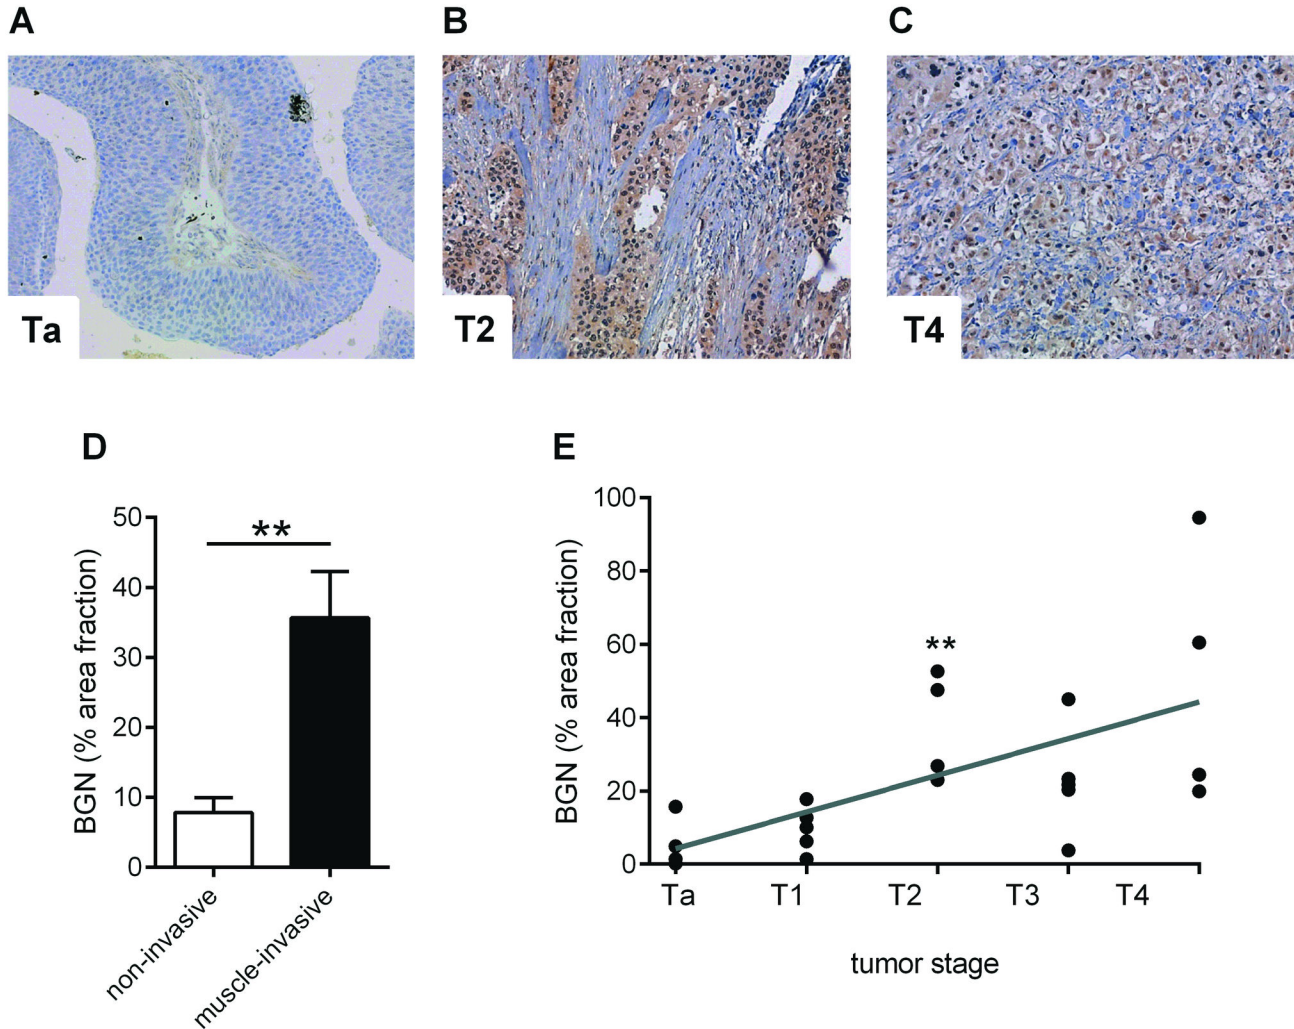 A
B
C
Ta
T2
T4
D
E
BGN (% area fraction)
50
40
30
20
10
0
**
non-invasive
muscle-invasive
BGN (% area fraction)
100
80
60
40
20
0
**
Ta
T1
T2
T3
T4
tumor stage